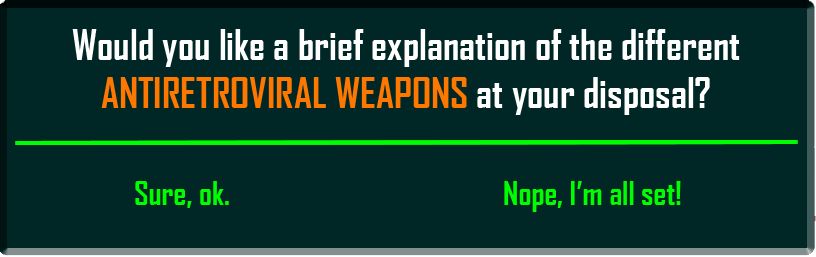 Would you like a brief explanation of the different
ANTIRETROVIRAL WEAPONS at your disposal?
Sure, ok.
Nope, I'm all set!